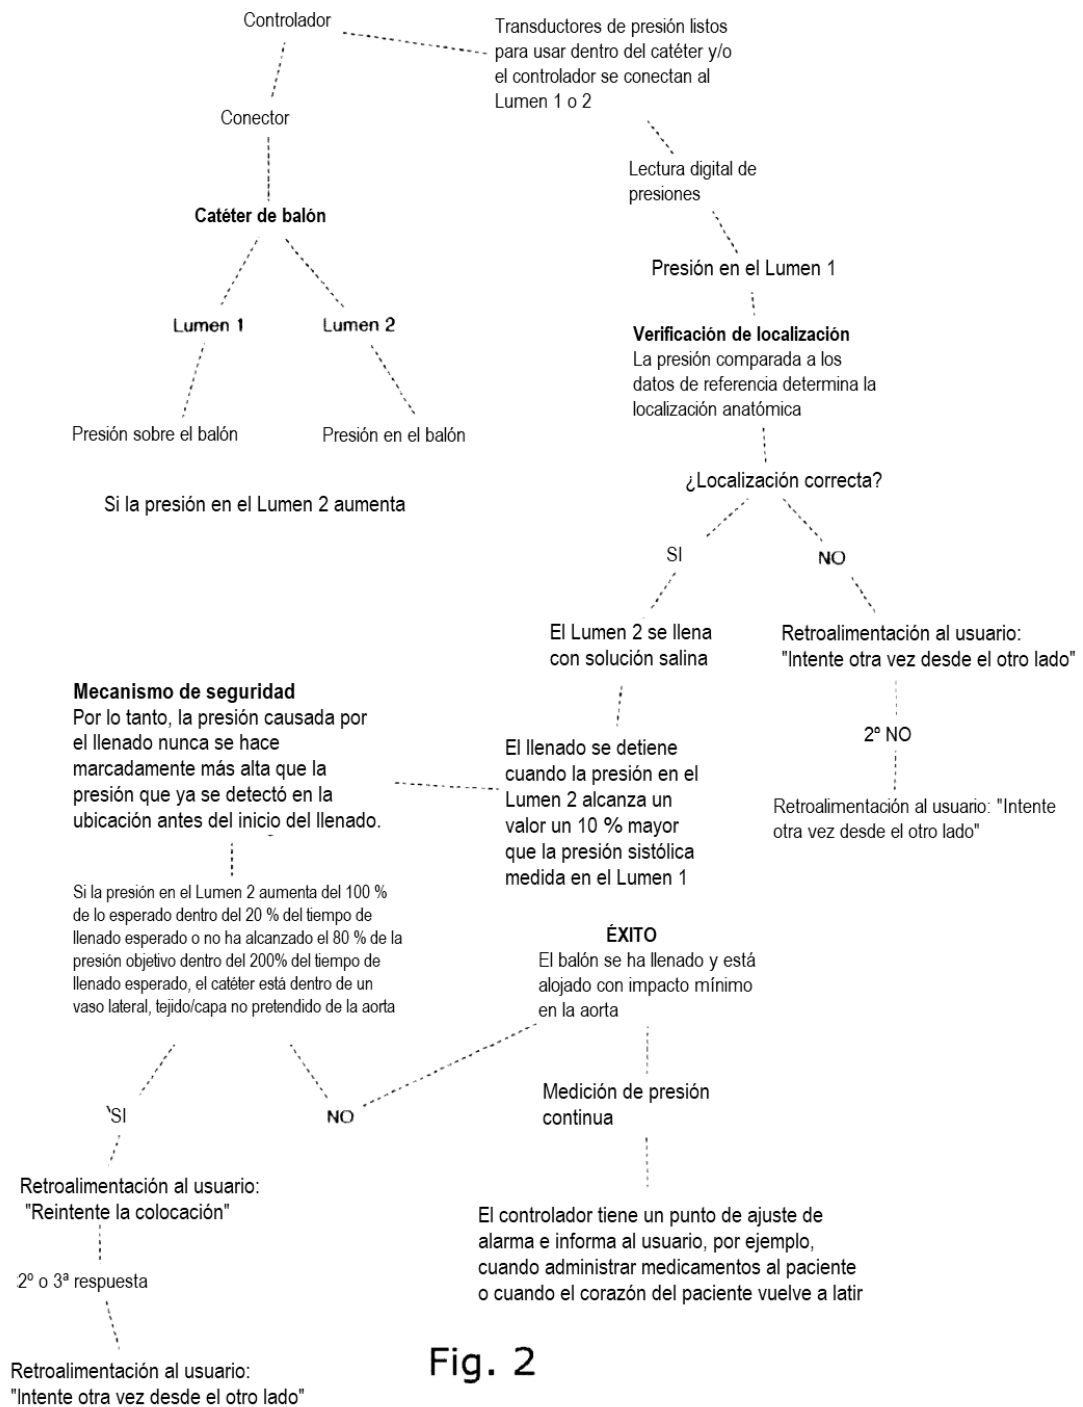 Controlador
Transductores de presión listos
para usar dentro del catéter y/o
el controlador se conectan al
Lumen 1 o 2
Conector
Lectura digital de
presiones
Catéter de balón
Presión en el Lumen 1
Lumen 1
Lumen 2
Verificación de localización
La presión comparada a los
datos de referencia determina la
localización anatómica
Presión sobre el balón
Presión en el balón
¿Localización correcta?
Si la presión en el Lumen 2 aumenta
SI
NO
El Lumen 2 se llena
con solución salina
Retroalimentación al usuario:
"Intente otra vez desde el otro lado"
2º NO
Retroalimentación al usuario: "Intente
otra vez desde el otro lado"
Mecanismo de seguridad
Por lo tanto, la presión causada por
el llenado nunca se hace
marcadamente más alta que la
presión que ya se detectó en la
ubicación antes del inicio del llenado.
El llenado se detiene
cuando la presión en el
Lumen 2 alcanza un
valor un 10 % mayor
que la presión sistólica
medida en el Lumen 1
Si la presión en el Lumen 2 aumenta del 100 %
de lo esperado dentro del 20 % del tiempo de
llenado esperado o no ha alcanzado el 80 % de la
presión objetivo dentro del 200% del tiempo de
llenado esperado, el catéter está dentro de un
vaso lateral, tejido/capa no pretendido de la aorta
ÉXITO
El balón se ha llenado y está
alojado con impacto mínimo
en la aorta
SI
NO
Medición de presión
continua
Retroalimentación al usuario:
"Reintente la colocación"
2º o 3ª respuesta
Retroalimentación al usuario:
"Intente otra vez desde el otro lado"
El controlador tiene un punto de ajuste de
alarma e informa al usuario, por ejemplo,
cuando administrar medicamentos al paciente
o cuando el corazón del paciente vuelve a latir
Fig. 2